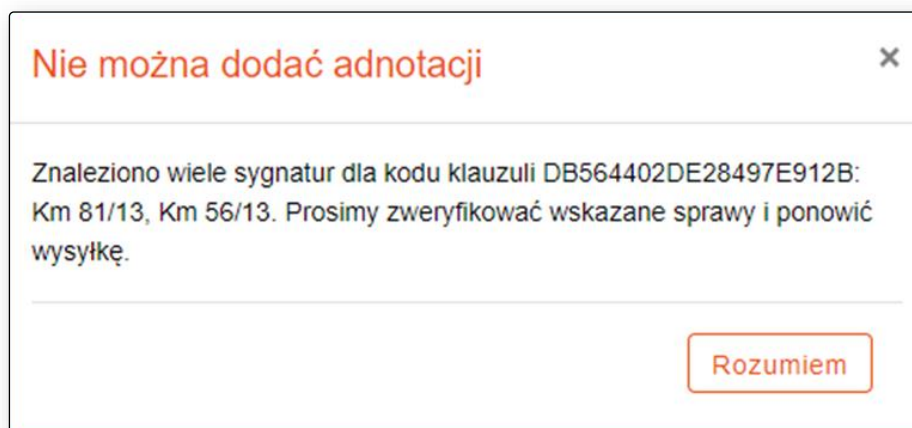 Nie można dodać adnotacji
Znaleziono wiele sygnatur dla kodu klauzuli DB564402DE28497E912B:
Km 81/13, Km 56/13. Prosimy zweryfikować wskazane sprawy i ponowić
wysyłkę.
Rozumiem